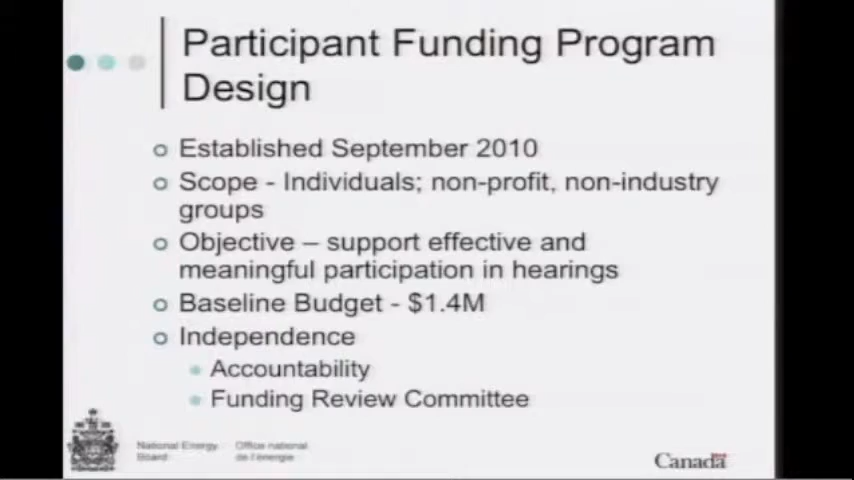 Participant Funding Program
Design
Established September 2010
Scope - Individuals; non-profit, non-industry
groups
Objective – support effective and
meaningful participation in hearings
Baseline Budget - $1.4M
Independence
Accountability
Funding Review Committee
National Energy
Board
Office national
de l'énergie
Canada